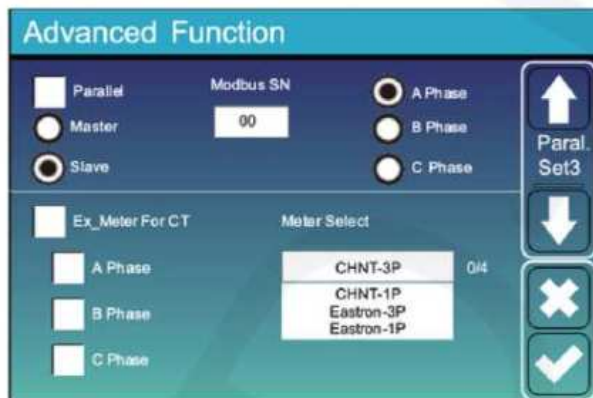 Advanced Function
Parallel
Master
Slave
Modbus SN
00
A Phase
B Phase
C Phase
Paral.
Set3
Ex_Meter For CT
A Phase
B Phase
C Phase
Meter Select
CHNT-3P 0/4
CHNT-1P
Eastron-3P
Eastron-1P